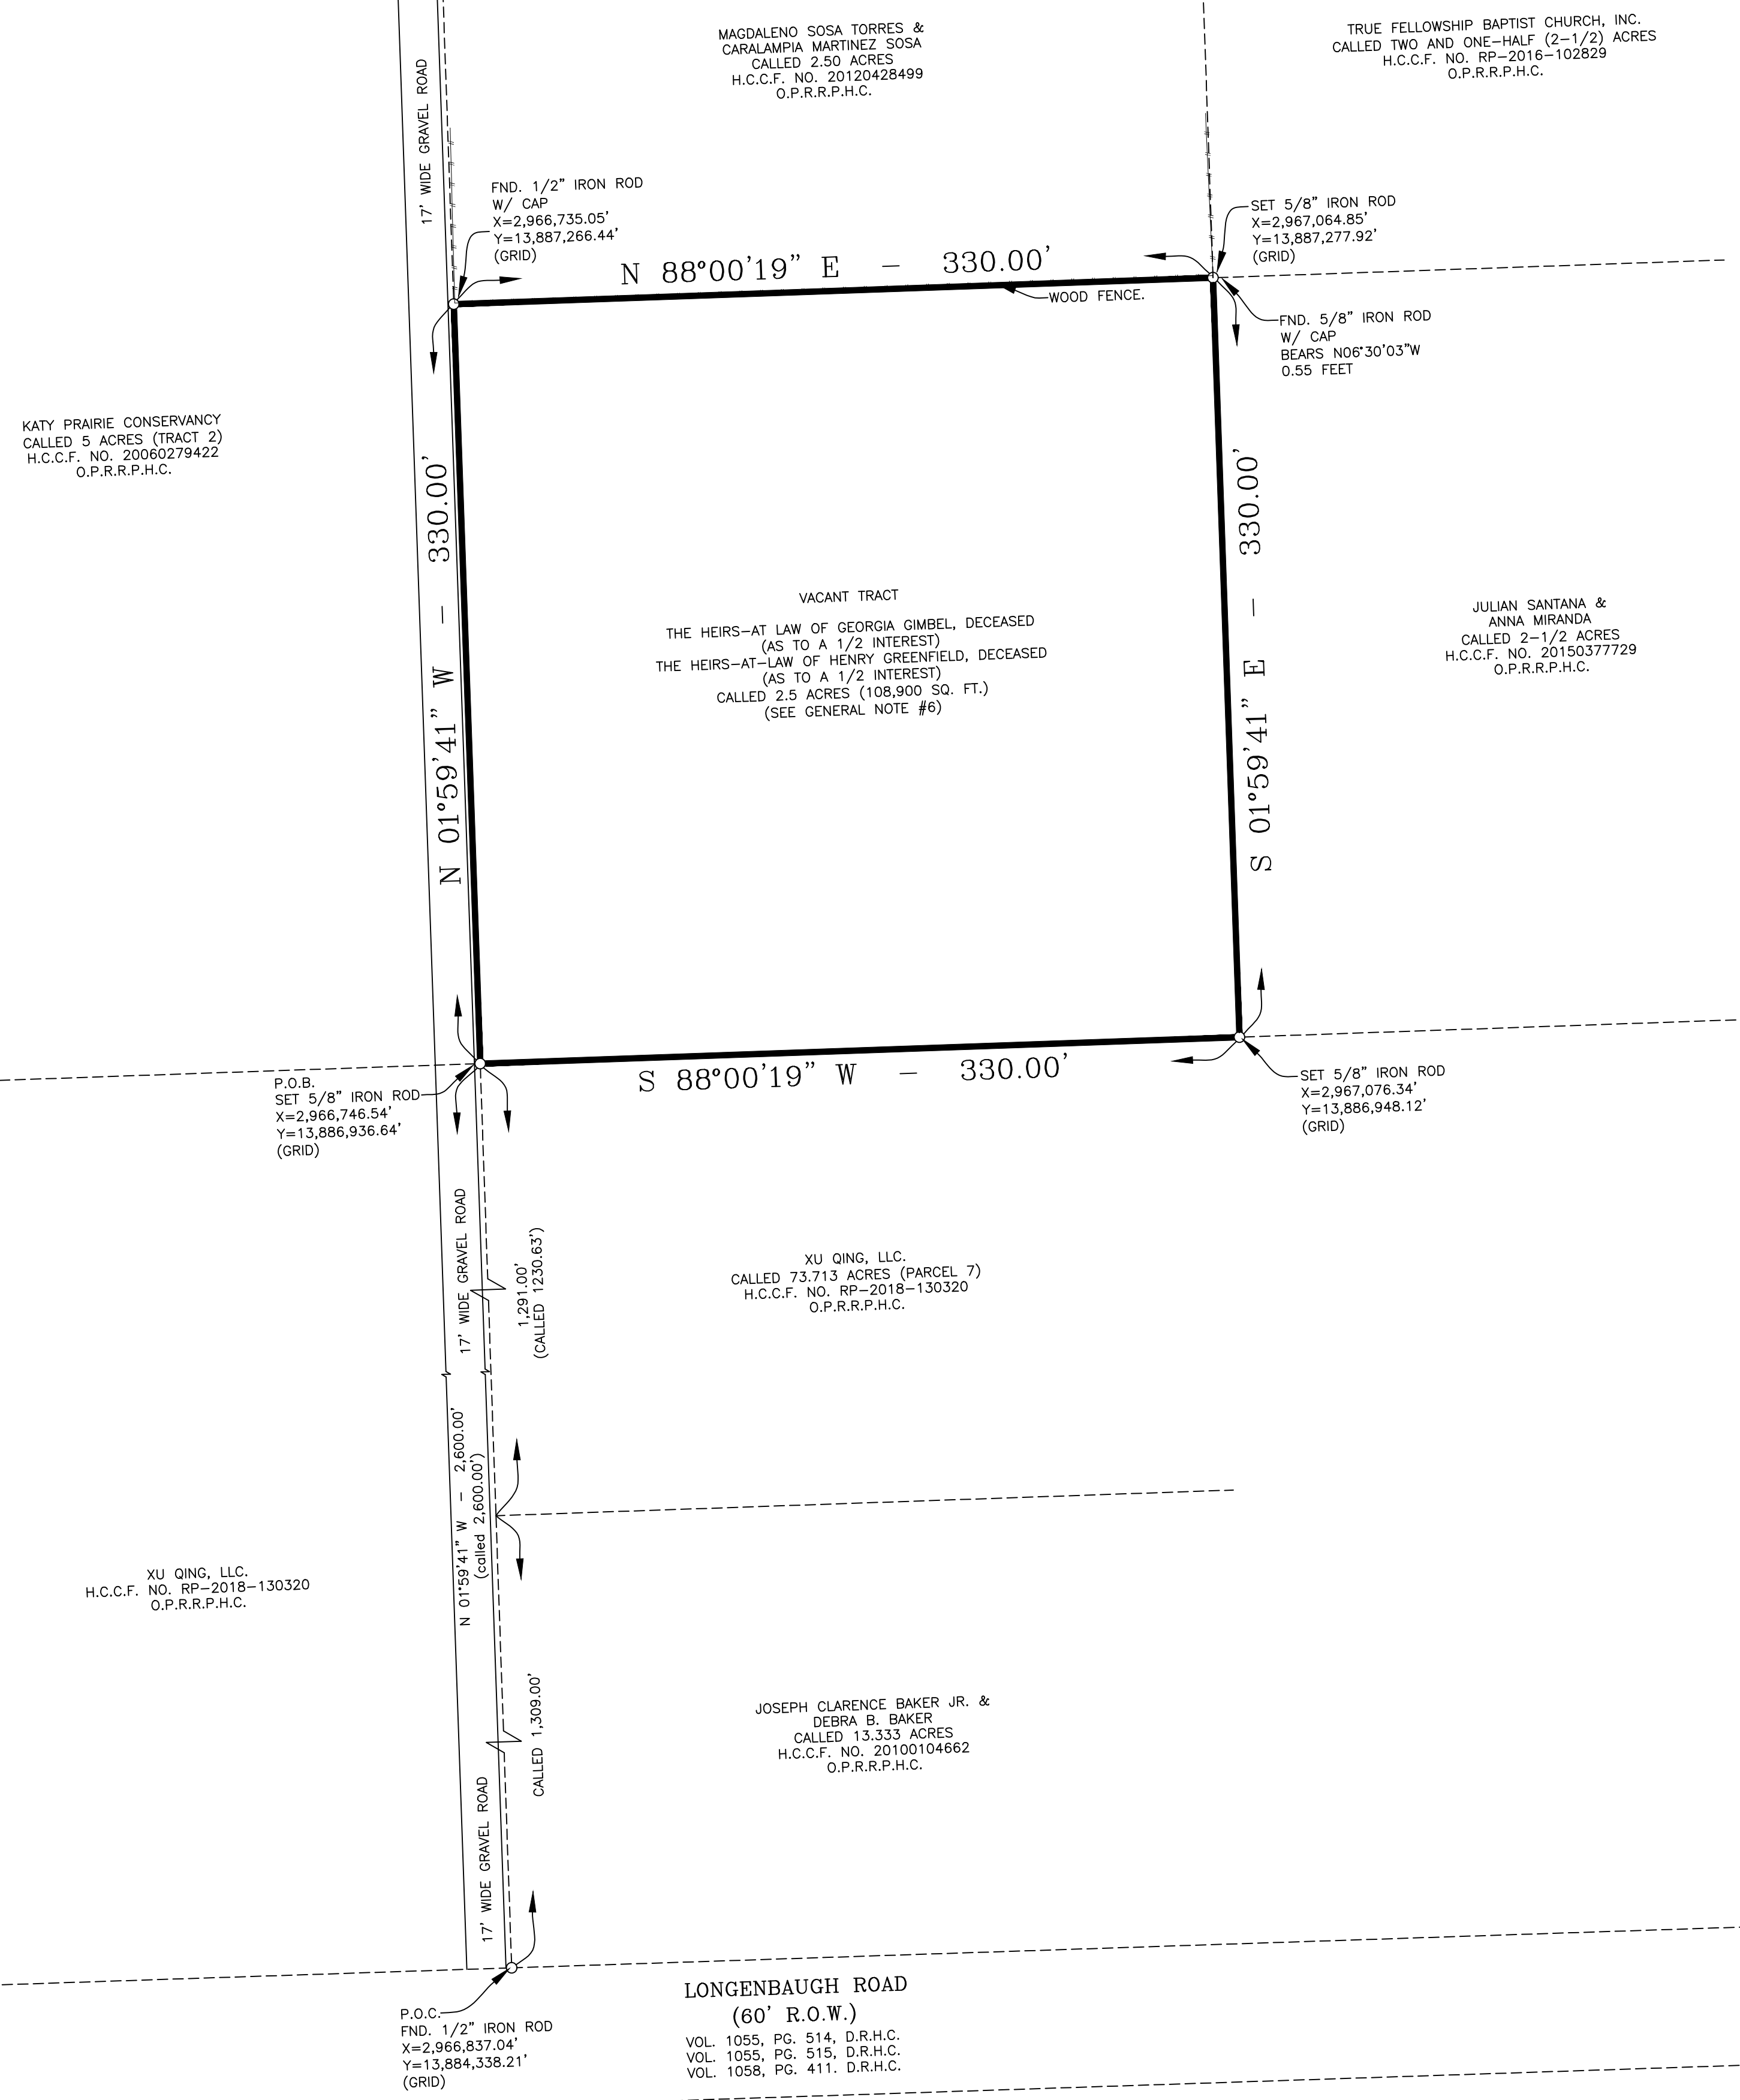 MAGDALENO SOSA TORRES &
CARALAMPIA MARTINEZ SOSA
CALLED 2.50 ACRES
H.C.C.F. NO. 20120428499
O.P.R.R.P.H.C.
TRUE FELLOWSHIP BAPTIST CHURCH, INC.
CALLED TWO AND ONE-HALF (2-1/2) ACRES
H.C.C.F. NO. RP-2016-102829
O.P.R.R.P.H.C.
17' WIDE GRAVEL ROAD
FND. 1/2" IRON ROD
W/ CAP
X=2,966,735.05'
Y=13,887,266.44'
(GRID)
SET 5/8" IRON ROD
X=2,967,064.85'
Y=13,887,277.92'
(GRID)
N 88°00'19" E - 330.00'
WOOD FENCE.
FND. 5/8" IRON ROD
W/ CAP
BEARS N06°30'03"W
0.55 FEET
KATY PRAIRIE CONSERVANCY
CALLED 5 ACRES (TRACT 2)
H.C.C.F. NO. 20060279422
O.P.R.R.P.H.C.
N 01°59'41" W - 330.00'
VACANT TRACT
THE HEIRS-AT LAW OF GEORGIA GIMBEL, DECEASED
(AS TO A 1/2 INTEREST)
THE HEIRS-AT-LAW OF HENRY GREENFIELD, DECEASED
(AS TO A 1/2 INTEREST)
CALLED 2.5 ACRES (108,900 SQ. FT.)
(SEE GENERAL NOTE #6)
S 01°59'41" E - 330.00'
JULIAN SANTANA &
ANNA MIRANDA
CALLED 2-1/2 ACRES
H.C.C.F. NO. 20150377729
O.P.R.R.P.H.C.
P.O.B.
SET 5/8" IRON ROD
X=2,966,746.54'
Y=13,886,936.64'
(GRID)
S 88°00'19" W - 330.00'
SET 5/8" IRON ROD
X=2,967,076.34'
Y=13,886,948.12'
(GRID)
17' WIDE GRAVEL ROAD
1,291.00'
(CALLED 1230.63')
XU QING, LLC.
CALLED 73.713 ACRES (PARCEL 7)
H.C.C.F. NO. RP-2018-130320
O.P.R.R.P.H.C.
N 01°59'41" W - 2,600.00'
(called 2,600.00')
XU QING, LLC.
H.C.C.F. NO. RP-2018-130320
O.P.R.R.P.H.C.
CALLED 1,309.00'
JOSEPH CLARENCE BAKER JR. &
DEBRA B. BAKER
CALLED 13.333 ACRES
H.C.C.F. NO. 20100104662
O.P.R.R.P.H.C.
17' WIDE GRAVEL ROAD
P.O.C.
FND. 1/2" IRON ROD
X=2,966,837.04'
Y=13,884,338.21'
(GRID)
LONGENBAUGH ROAD
(60' R.O.W.)
VOL. 1055, PG. 514, D.R.H.C.
VOL. 1055, PG. 515, D.R.H.C.
VOL. 1058, PG. 411. D.R.H.C.